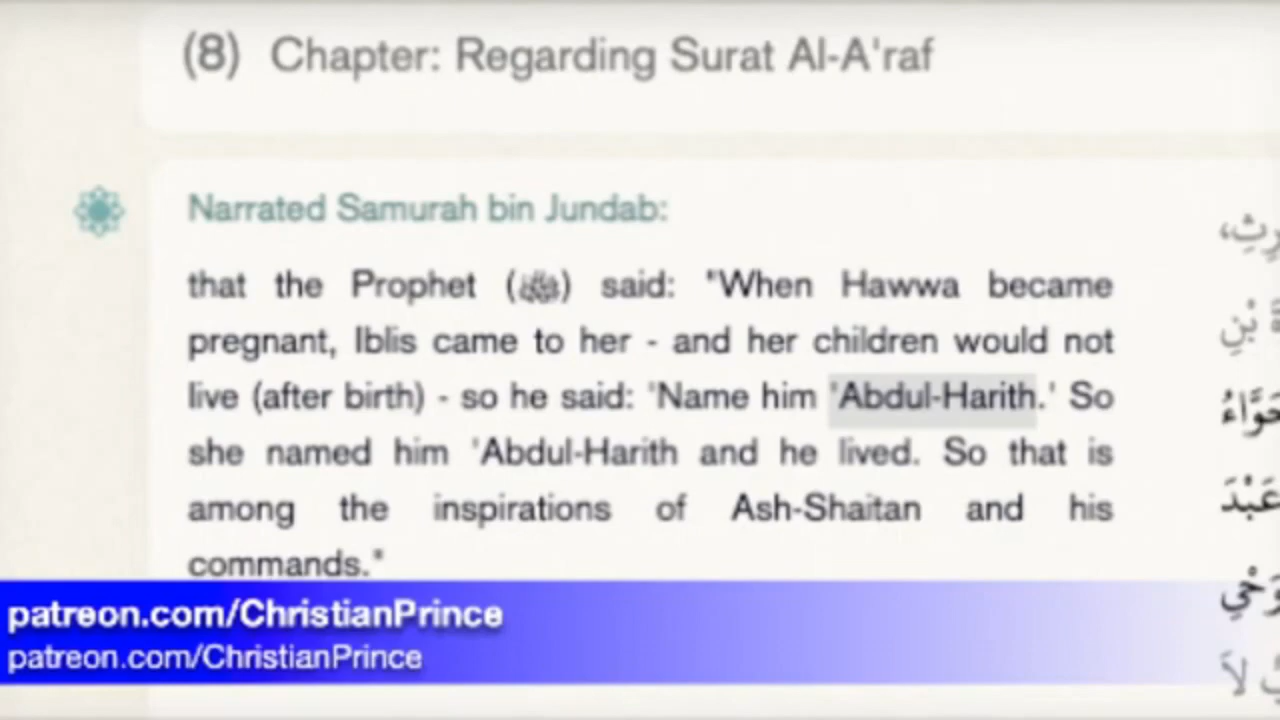 (8) Chapter: Regarding Surat Al-A'raf
Narrated Samurah bin Jundab:
that the Prophet (ﷺ) said: "When Hawwa became
pregnant, Iblis came to her - and her children would not
live (after birth) - so he said: 'Name him 'Abdul-Harith.' So
she named him 'Abdul-Harith and he lived. So that is
among the inspirations of Ash-Shaitan and his
commands."
حَوَّاءُ
عَبْدَ
patreon.com/ChristianPrince
patreon.com/ChristianPrince